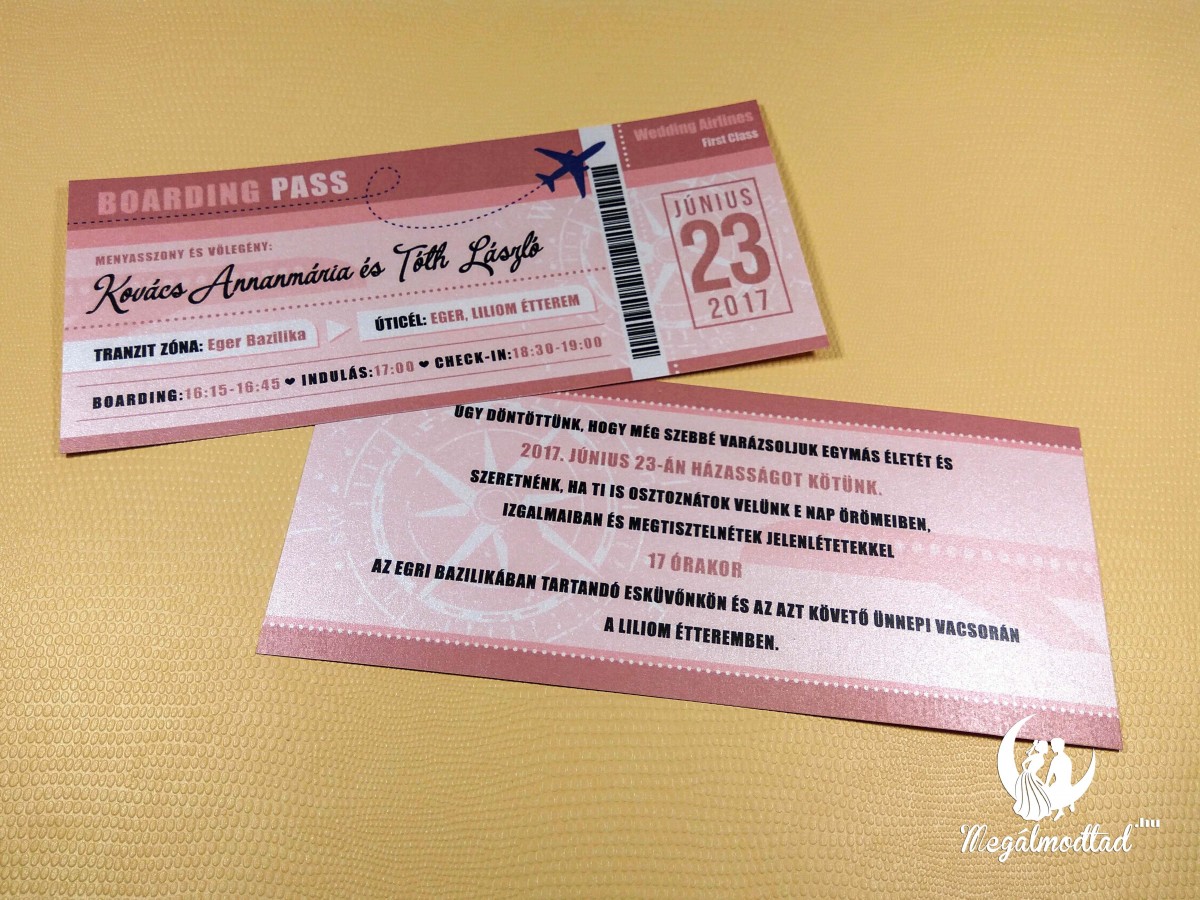 BOARDING PASS
MENYASSZONY ÉS VŐLEGÉNY:
Kovács Annanmária és Tóth László
TRANZIT ZÓNA: Eger Bazilika
ÚTICÉL: EGER, LILIOM ÉTTEREM
BOARDING:16:15-16:45 ❤ INDULÁS:17:00 ❤ CHECK-IN:18:30-19:00
Wedding Airlines
First Class
JÚNIUS
23
2017
ÚGY DÖNTÖTTÜNK, HOGY MÉG SZEBBÉ VARÁZSOLJUK EGYMÁS ÉLETÉT ÉS
2017. JÚNIUS 23-ÁN HÁZASSÁGOT KÖTÜNK.
SZERETNÉNK, HA TI IS OSZTOZNÁTOK VELÜNK E NAP ÖRÖMEIBEN,
IZGALMAIBAN ÉS MEGTISZTELNÉTEK JELENLÉTETEKKEL
17 ÓRAKOR
AZ EGRI BAZILIKÁBAN TARTANDÓ ESKÜVŐNKÖN ÉS AZ AZT KÖVETŐ ÜNNEPI VACSORÁN
A LILIOM ÉTTEREMBEN.
Megálmodtad.hu